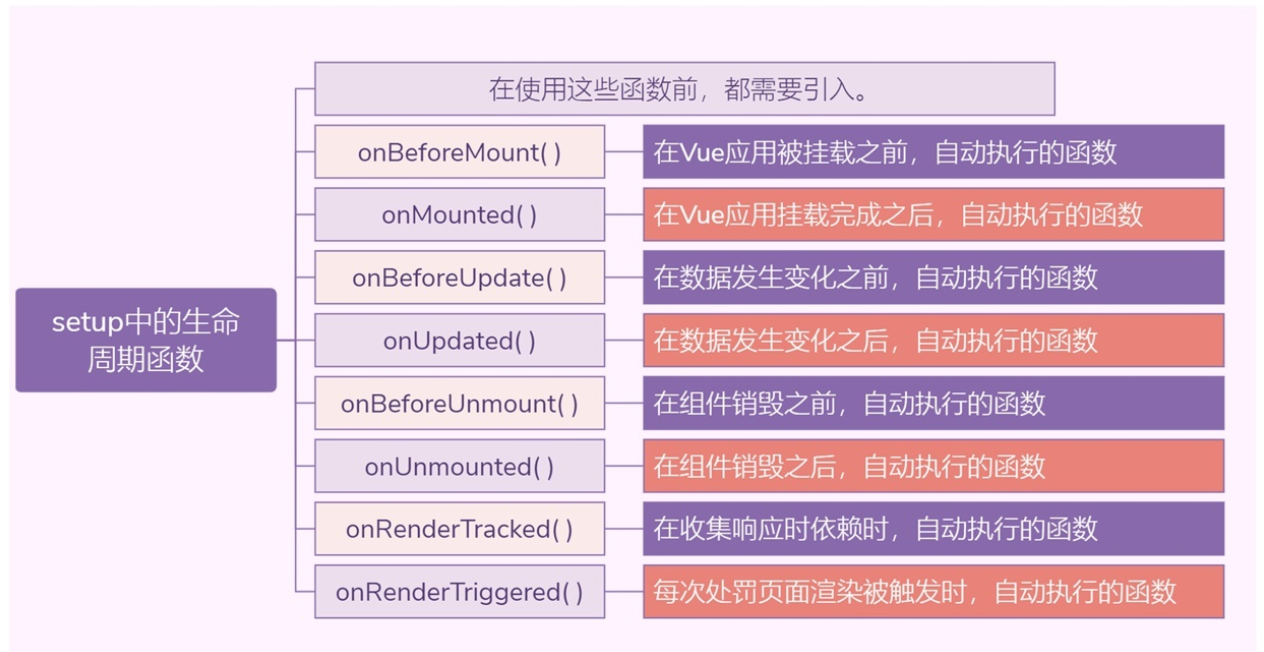 setup中的生命
周期函数
在使用这些函数前，都需要引入。
onBeforeMount( )
在Vue应用被挂载之前，自动执行的函数
onMounted( )
在Vue应用挂载完成之后，自动执行的函数
onBeforeUpdate( )
在数据发生变化之前，自动执行的函数
onUpdated( )
在数据发生变化之后，自动执行的函数
onBeforeUnmount( )
在组件销毁之前，自动执行的函数
onUnmounted( )
在组件销毁之后，自动执行的函数
onRenderTracked( )
在收集响应时依赖时，自动执行的函数
onRenderTriggered( )
每次处罚页面渲染被触发时，自动执行的函数